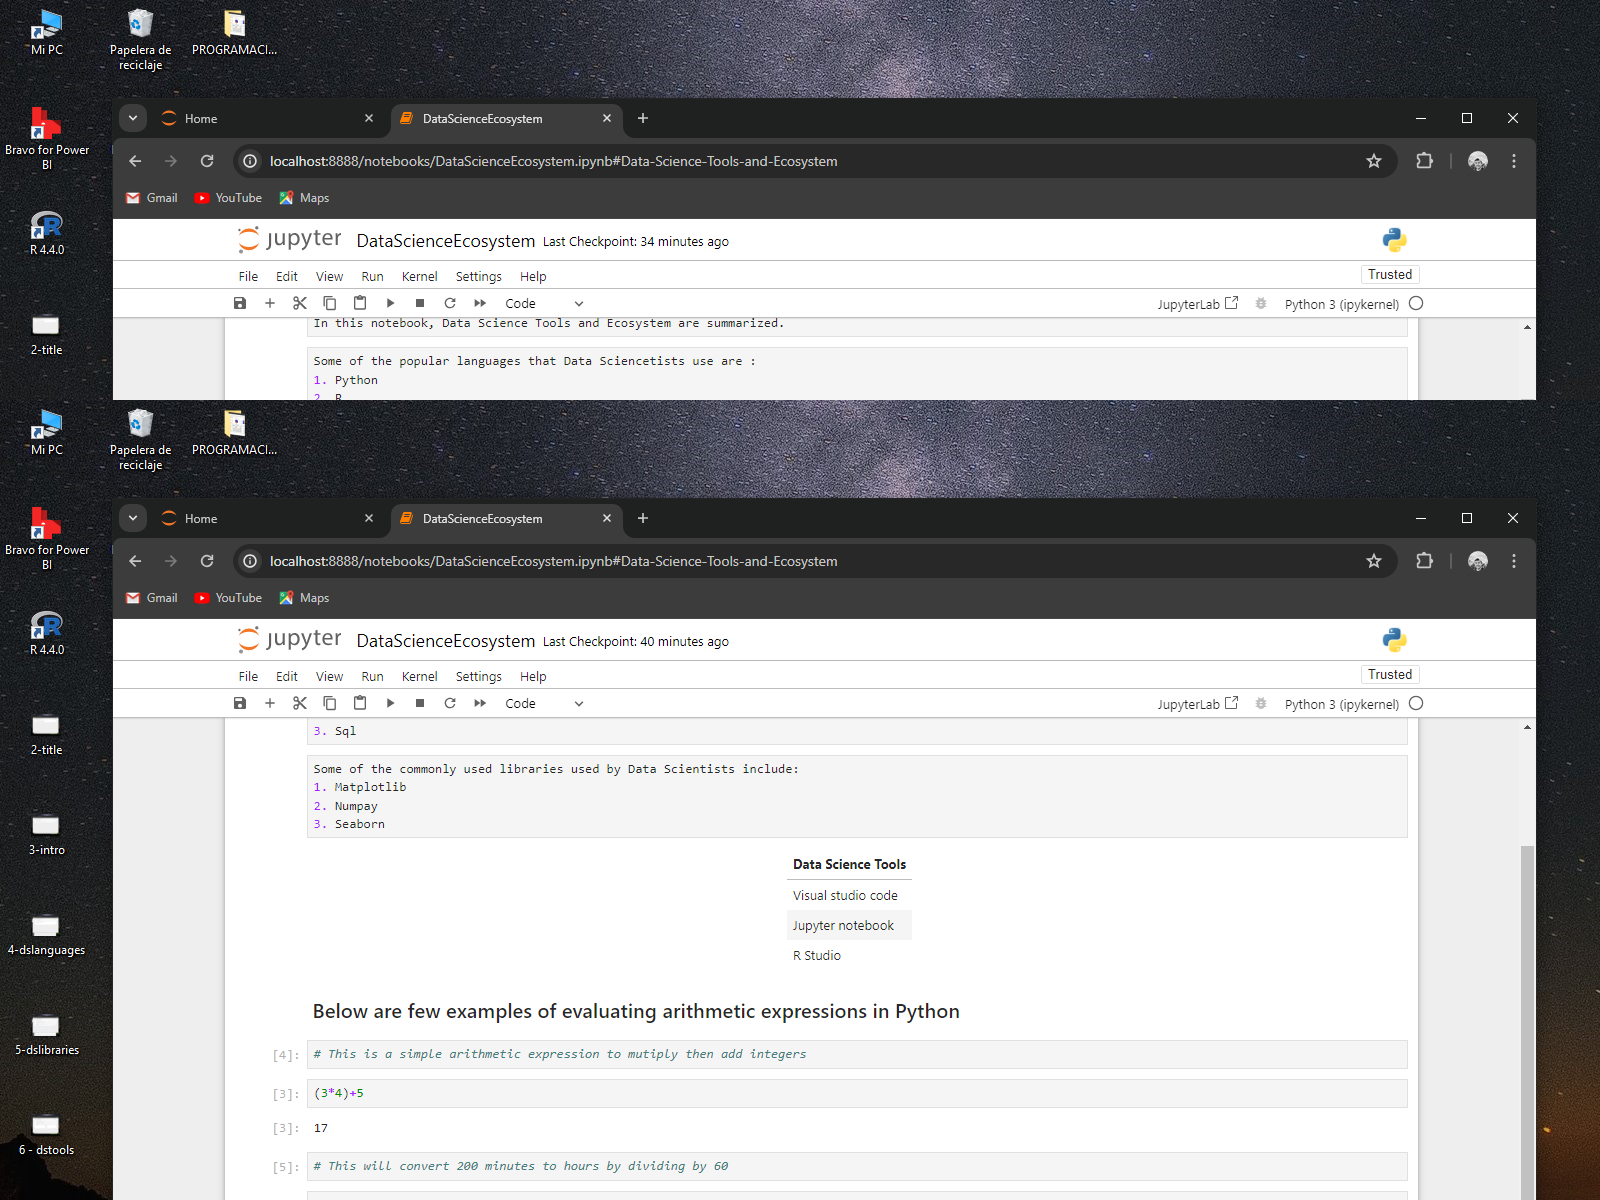 Mi PC
Papelera de
reciclaje
PROGRAMACI...
Bravo for Power
BI
R 4.4.0
2-title
Home
DataScienceEcosystem
localhost:8888/notebooks/DataScienceEcosystem.ipynb#Data-Science-Tools-and-Ecosystem
Gmail YouTube Maps
jupyter DataScienceEcosystem Last Checkpoint: 34 minutes ago
File Edit View Run Kernel Settings Help Trusted
Code JupyterLab Python 3 (ipykernel)
In this notebook, Data Science Tools and Ecosystem are summarized.
Some of the popular languages that Data Sciencetists use are :
1. Python
2. R
Mi PC
Papelera de
reciclaje
PROGRAMACI...
Bravo for Power
BI
R 4.4.0
2-title
3-intro
4-dslanguages
5-dslibraries
6 - dstools
Home
DataScienceEcosystem
localhost:8888/notebooks/DataScienceEcosystem.ipynb#Data-Science-Tools-and-Ecosystem
Gmail YouTube Maps
jupyter DataScienceEcosystem Last Checkpoint: 40 minutes ago
File Edit View Run Kernel Settings Help Trusted
Code JupyterLab Python 3 (ipykernel)
3. Sql
Some of the commonly used libraries used by Data Scientists include:
1. Matplotlib
2. Numpay
3. Seaborn
Data Science Tools
Visual studio code
Jupyter notebook
R Studio
Below are few examples of evaluating arithmetic expressions in Python
[4]: # This is a simple arithmetic expression to mutiply then add integers
[3]: (3*4)+5
[3]: 17
[5]: # This will convert 200 minutes to hours by dividing by 60